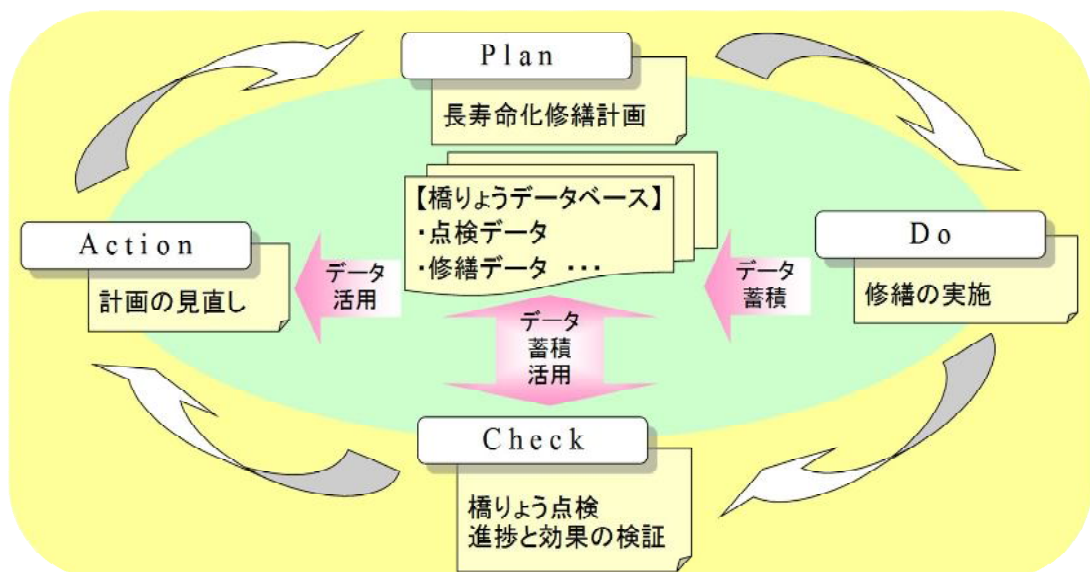 Plan
長寿命化修繕計画
【橋りょうデータベース】
・点検データ
・修繕データ ・・・
Action
計画の見直し
データ
活用
データ
蓄積
Do
修繕の実施
データ
蓄積
活用
Check
橋りょう点検
進捗と効果の検証